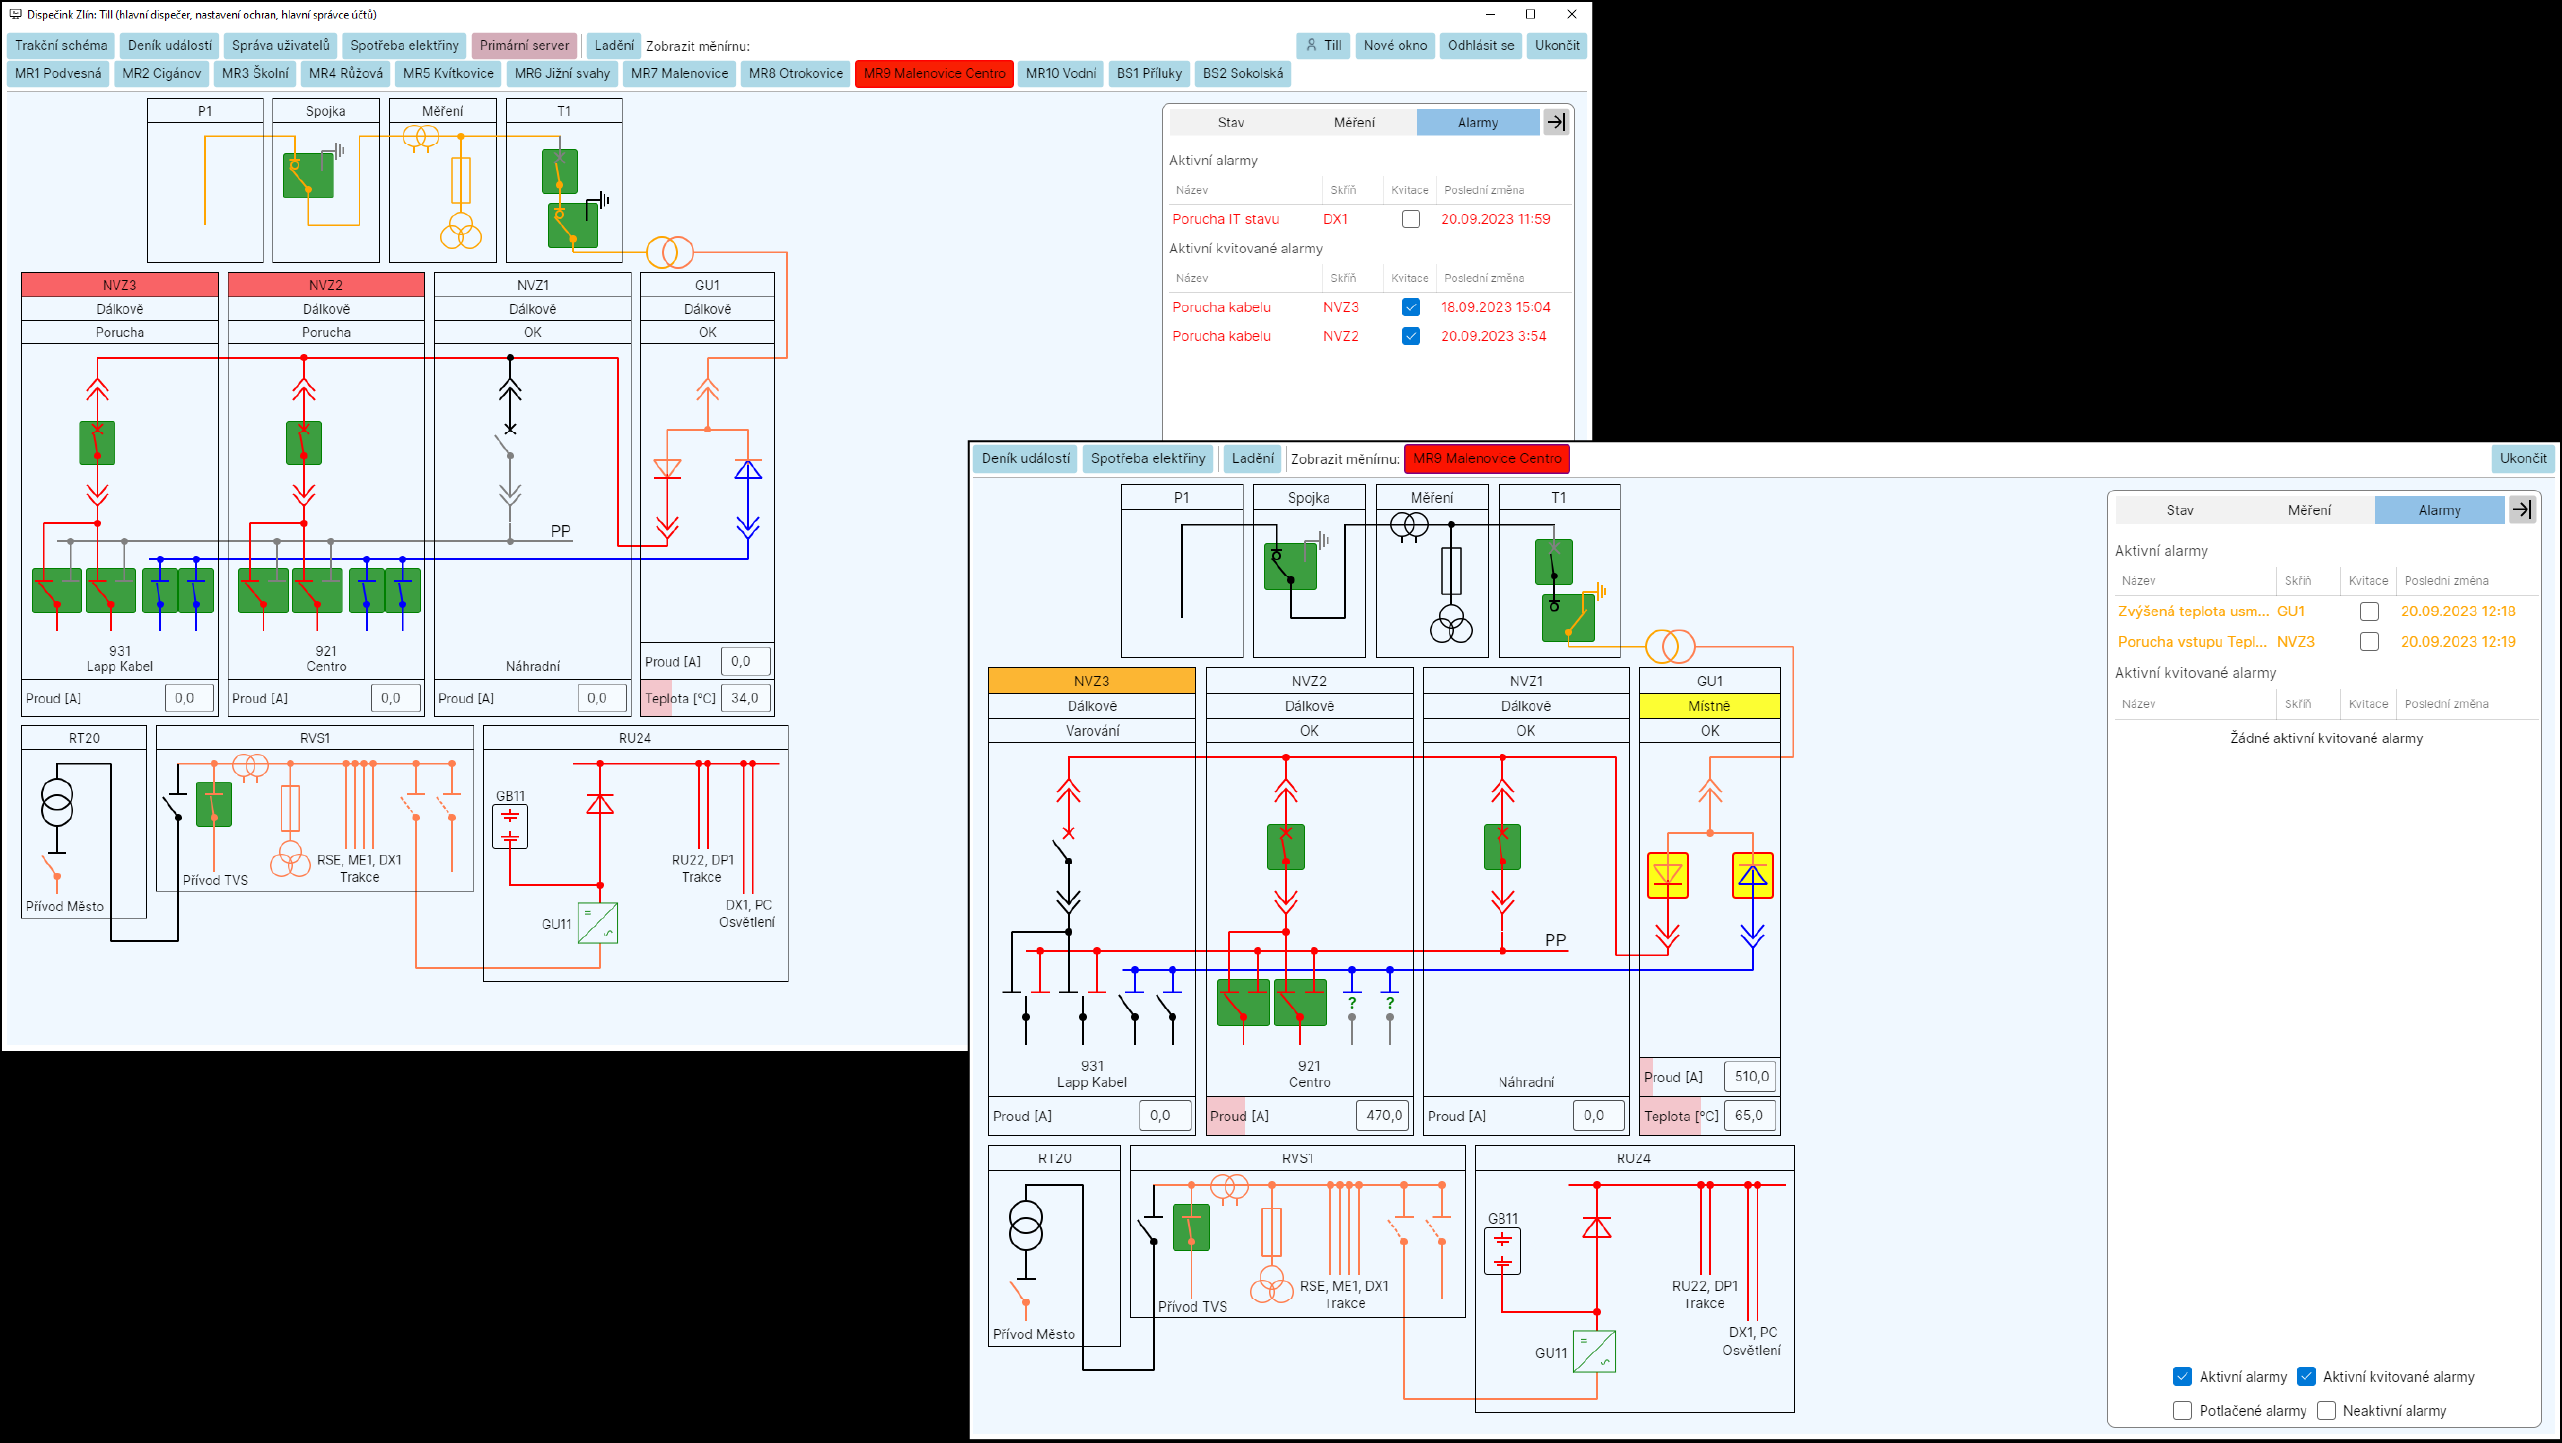 Dispečink Zlín: Till (hlavní dispečer, nastavení ochran, hlavní správce účtů)
Trakční schéma Deník událostí Správa uživatelů Spotřeba elektřiny Primární server Ladění Zobrazit měnírnu: Till Nové okno Odhlásit se Ukončit
MR1 Podvesná MR2 Cigánov MR3 Školní MR4 Růžová MR5 Kvítkovice MR6 Jižní svahy MR7 Malenovice MR8 Otrokovice MR9 Malenovice Centro MR10 Vodní BS1 Příluky BS2 Sokolská
P1 Spojka Měření T1
NVZ3 NVZ2 NVZ1 GU1
Dálkově Dálkově Dálkově Dálkově
Porucha Porucha OK OK
PP
931 921
Lapp Kabel Centro Náhradní
Proud [A] 0,0
Proud [A] 0,0 Proud [A] 0,0 Proud [A] 0,0 Teplota [°C] 34,0
RT20 RVS1 RU24
GB11
RSE, ME1, DX1 RU22, DP1
Trakce Trakce
Přívod TVS
Přívod Město
DX1, PC
Osvětlení
GU11
Stav Měření Alarmy
Aktivní alarmy
Název Skříň Kvitace Poslední změna
Porucha IT stavu DX1 20.09.2023 11:59
Aktivní kvitované alarmy
Název Skříň Kvitace Poslední změna
Porucha kabelu NVZ3 18.09.2023 15:04
Porucha kabelu NVZ2 20.09.2023 3:54
Deník událostí Spotřeba elektřiny Ladění Zobrazit měnírnu: MR9 Malenovice Centro Ukončit
P1 Spojka Měření T1
NVZ3 NVZ2 NVZ1 GU1
Dálkově Dálkově Dálkově Místně
Varování OK OK OK
PP
? ?
931 921
Lapp Kabel Centro Náhradní
Proud [A] 510,0
Proud [A] 0,0 Proud [A] 470,0 Proud [A] 0,0 Teplota [°C] 65,0
RT20 RVS1 RU24
GB11
RSE, ME1, DX1 RU22, DP1
Trakce Trakce
Přívod TVS
Přívod Město
DX1, PC
Osvětlení
GU11
Stav Měření Alarmy
Aktivní alarmy
Název Skříň Kvitace Poslední změna
Zvýšená teplota usm... GU1 20.09.2023 12:18
Porucha vstupu Tepl... NVZ3 20.09.2023 12:19
Aktivní kvitované alarmy
Název Skříň Kvitace Poslední změna
Žádné aktivní kvitované alarmy
Aktivní alarmy Aktivní kvitované alarmy
Potlačené alarmy Neaktivní alarmy